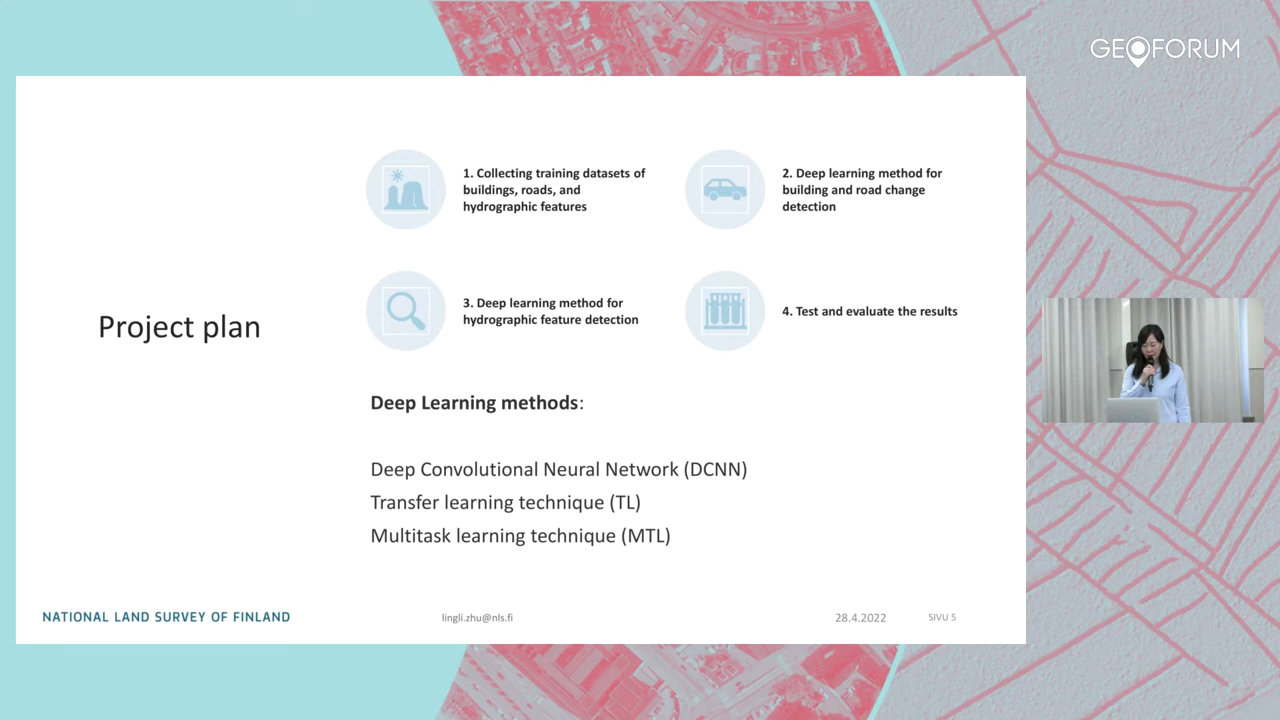 GEOFORUM
Project plan
1. Collecting training datasets of
buildings, roads, and
hydrographic features
2. Deep learning method for
building and road change
detection
3. Deep learning method for
hydrographic feature detection
4. Test and evaluate the results
Deep Learning methods:
Deep Convolutional Neural Network (DCNN)
Transfer learning technique (TL)
Multitask learning technique (MTL)
NATIONAL LAND SURVEY OF FINLAND
lingli.zhu@nls.fi
28.4.2022
SIVU 5